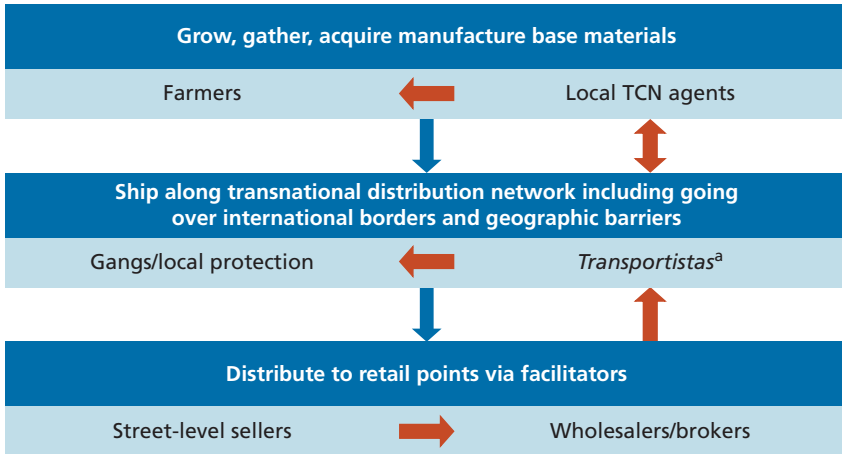 Grow, gather, acquire manufacture base materials
Farmers
Local TCN agents
Ship along transnational distribution network including going
over international borders and geographic barriers
Gangs/local protection
Transportistasᵃ
Distribute to retail points via facilitators
Street-level sellers
Wholesalers/brokers